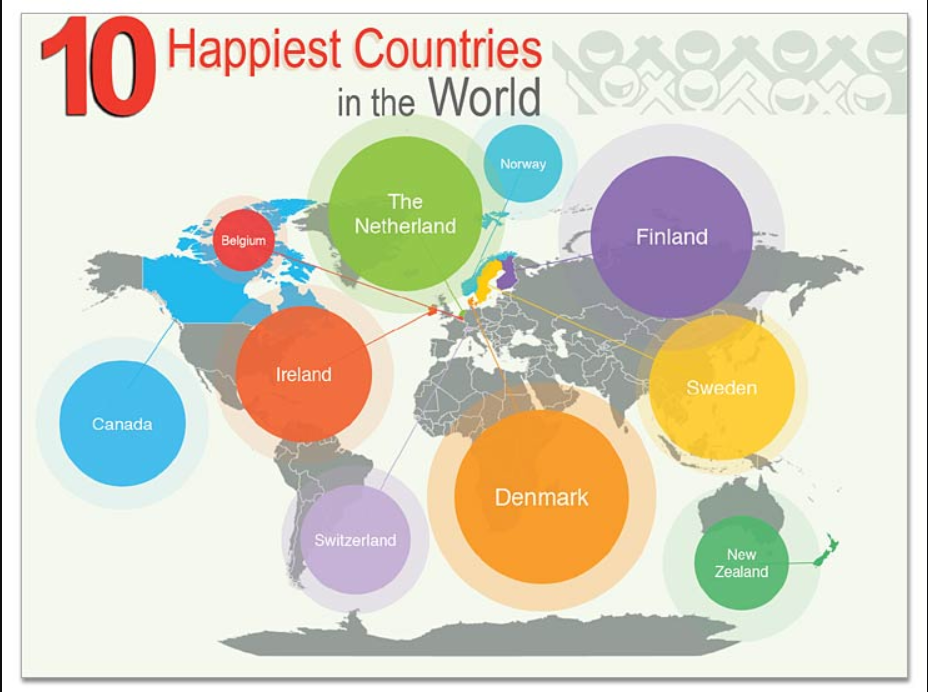 10 Happiest Countries
in the World
Norway
The
Netherland
Finland
Belgium
Ireland
Sweden
Canada
Denmark
Switzerland
New
Zealand